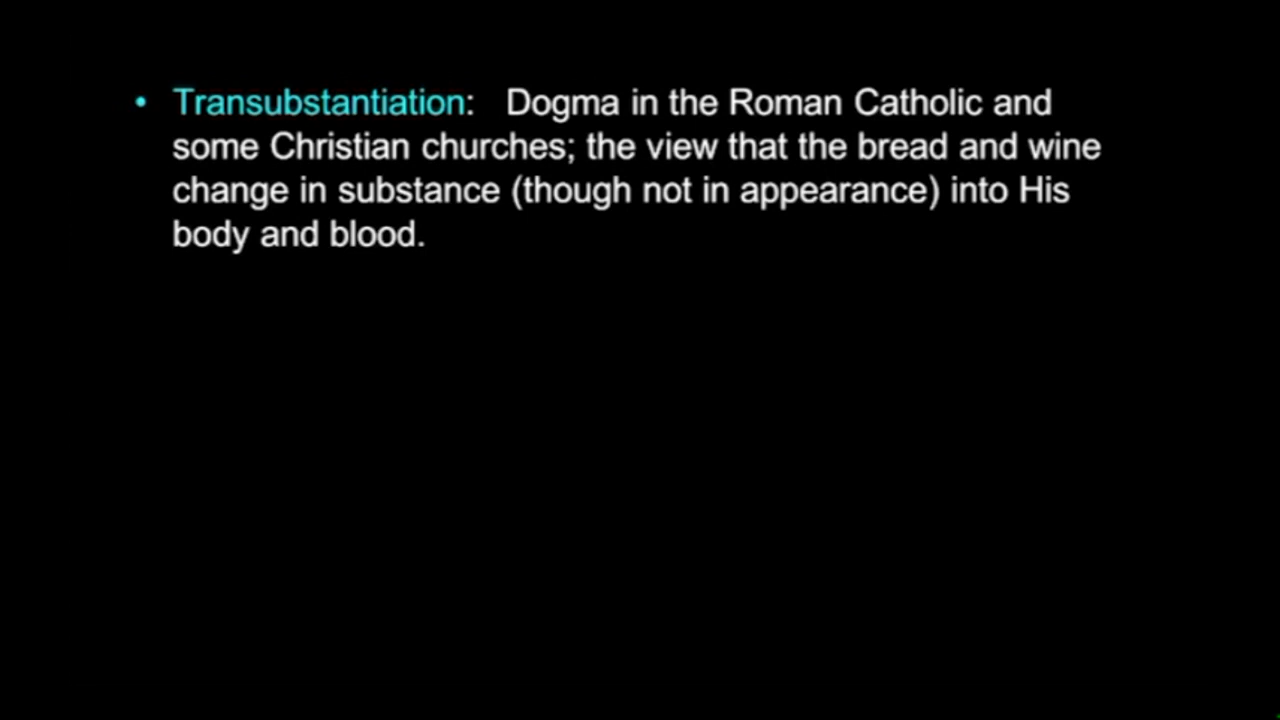 • Transubstantiation: Dogma in the Roman Catholic and
some Christian churches; the view that the bread and wine
change in substance (though not in appearance) into His
body and blood.